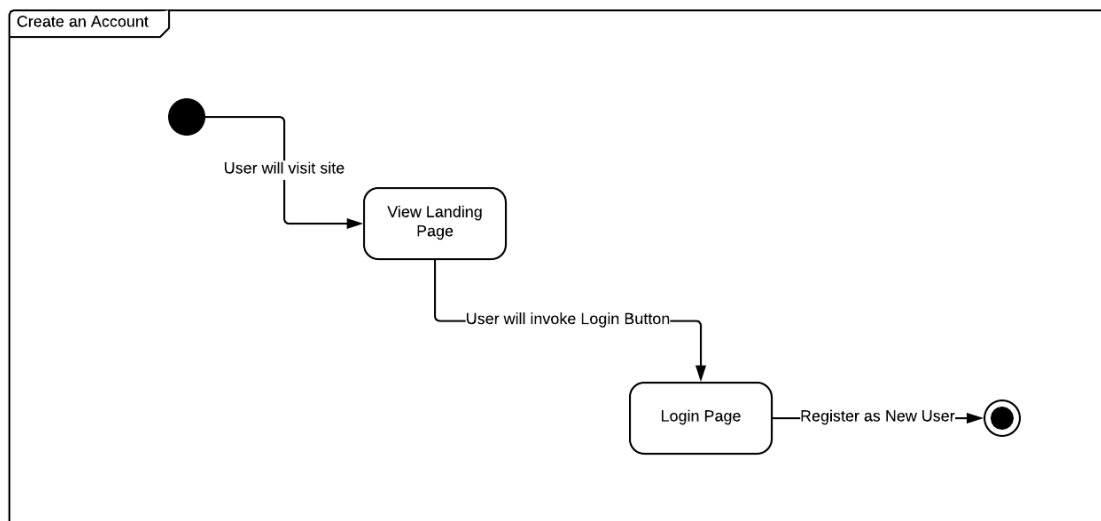 Create an Account
User will visit site
View Landing
Page
User will invoke Login Button
Login Page
Register as New User